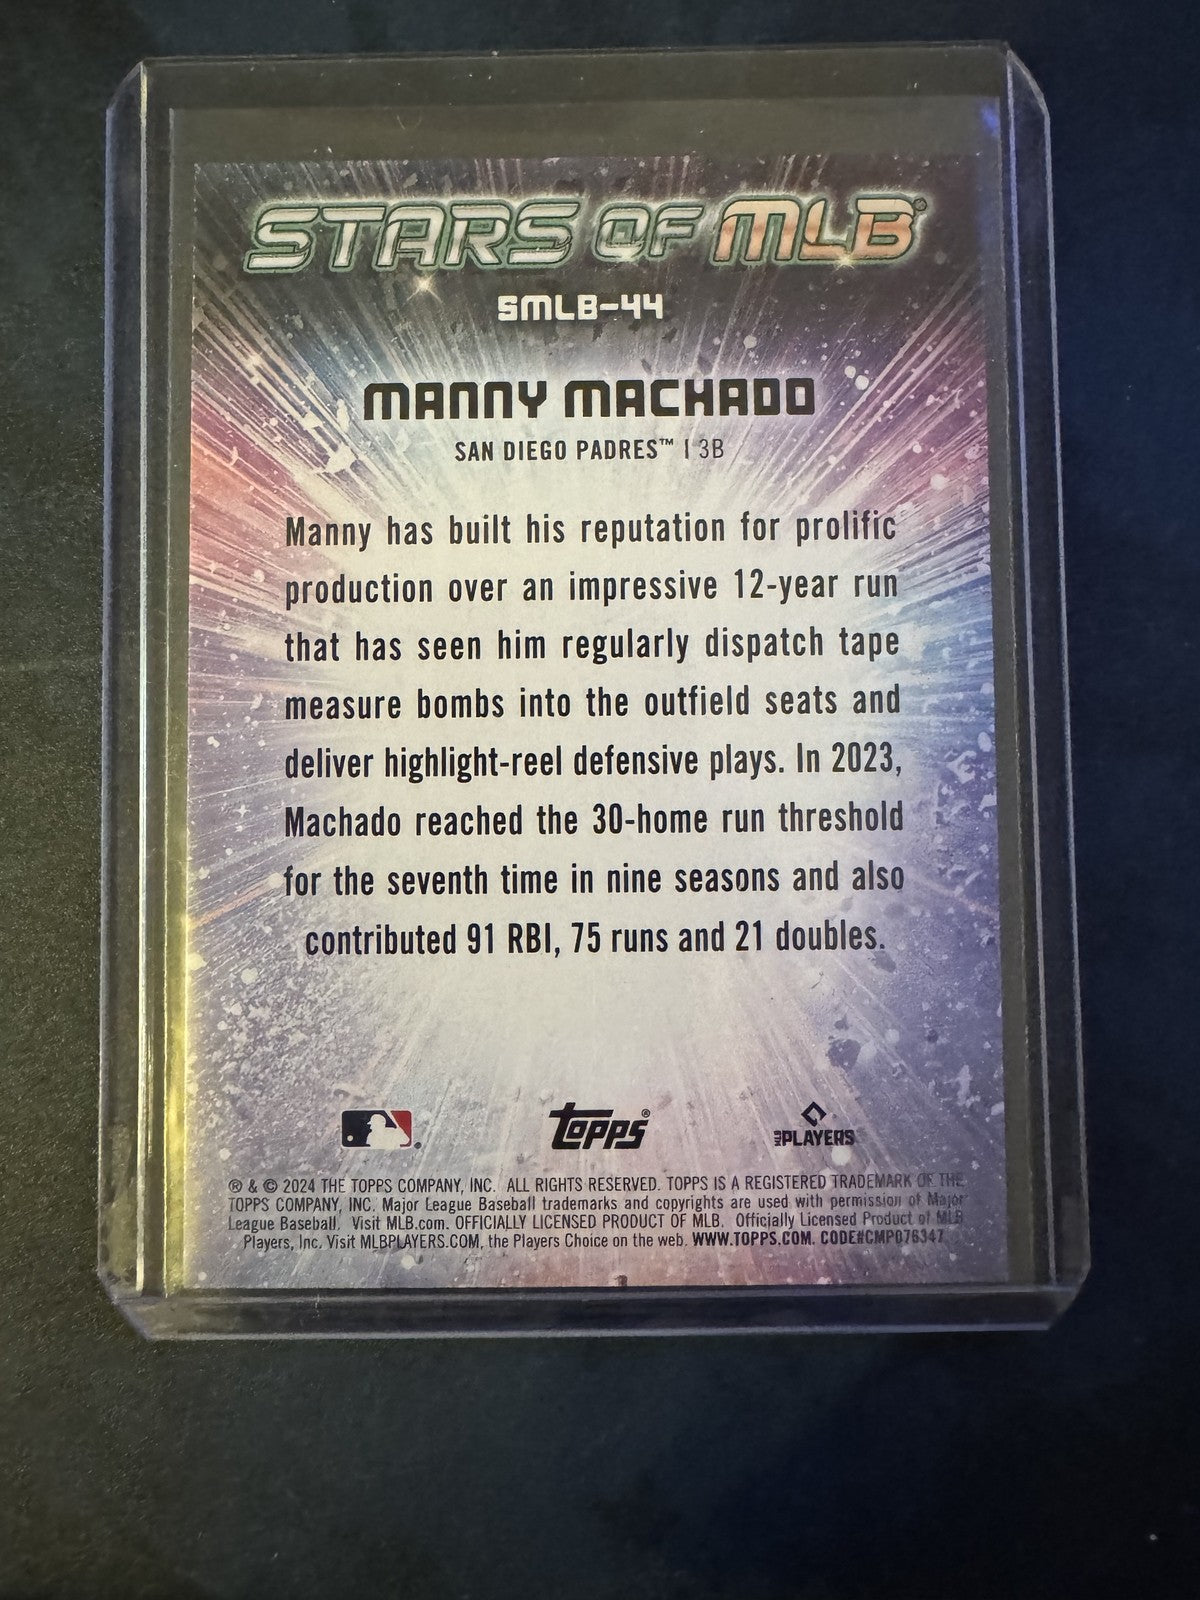 STARS OF MLB®
SMLB-44
MANNY MACHADO
SAN DIEGO PADRES™ | 3B
Manny has built his reputation for prolific
production over an impressive 12-year run
that has seen him regularly dispatch tape
measure bombs into the outfield seats and
deliver highlight-reel defensive plays. In 2023,
Machado reached the 30-home run threshold
for the seventh time in nine seasons and also
contributed 91 RBI, 75 runs and 21 doubles.
topps® MLB PLAYERS
® & © 2024 THE TOPPS COMPANY, INC. ALL RIGHTS RESERVED. TOPPS IS A REGISTERED TRADEMARK OF THE
TOPPS COMPANY, INC. Major League Baseball trademarks and copyrights are used with permission of Major
League Baseball. Visit MLB.com. OFFICIALLY LICENSED PRODUCT OF MLB. Officially Licensed Product of MLB
Players, Inc. Visit MLBPLAYERS.COM, the Players Choice on the web. WWW.TOPPS.COM. CODE#CMP076347